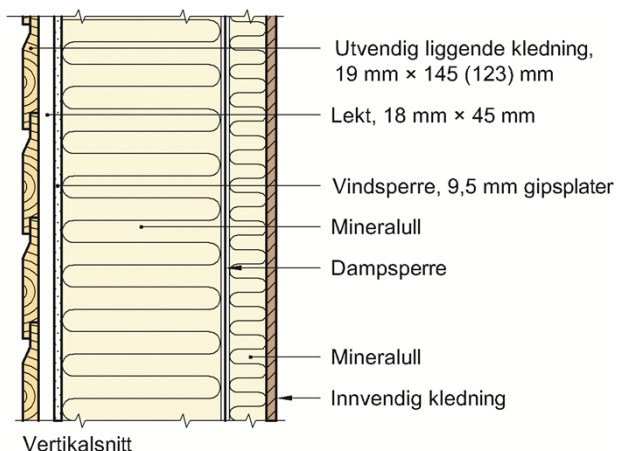 Utvendig liggende kledning,
19 mm × 145 (123) mm
Lekt, 18 mm × 45 mm
Vindsperre, 9,5 mm gipsplater
Mineralull
Dampsperre
Mineralull
Innvendig kledning
Vertikalsnitt